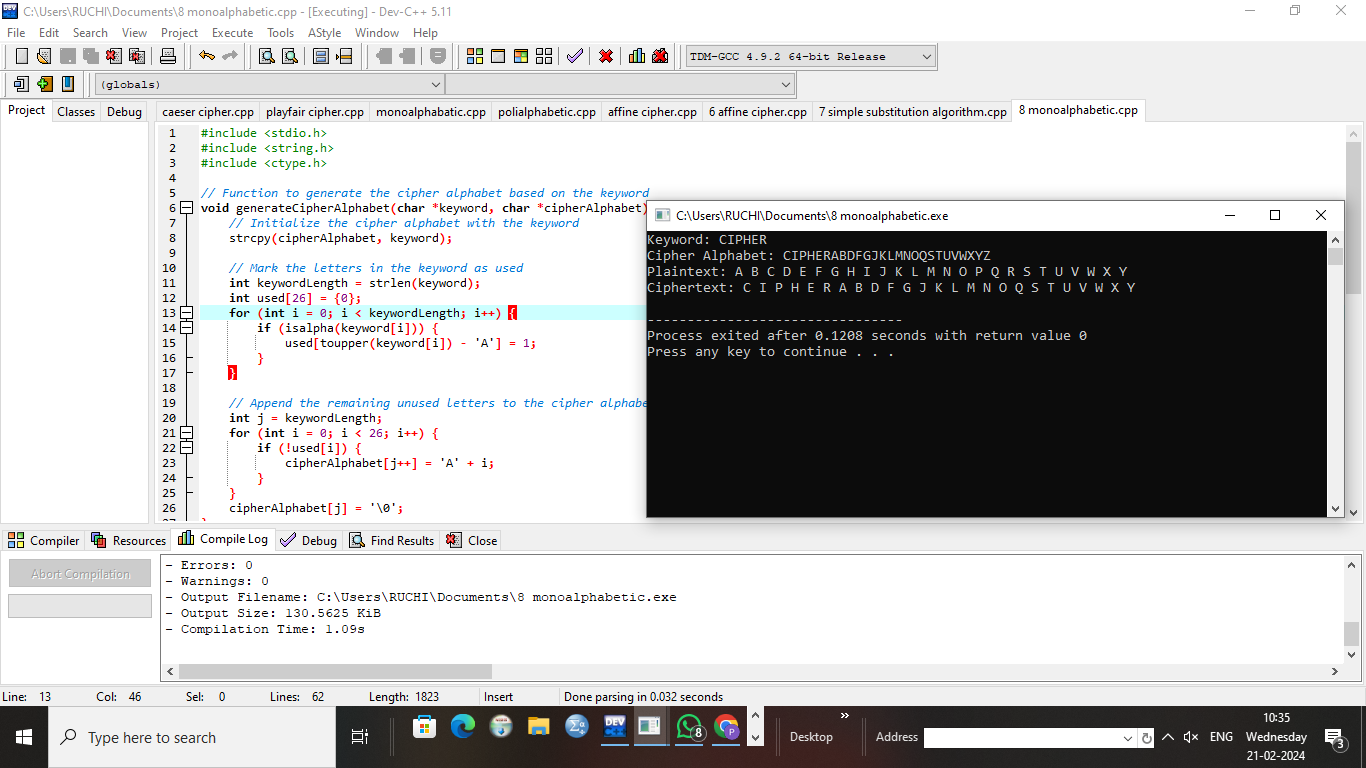 C:\Users\RUCHI\Documents\8 monoalphabetic.cpp - [Executing] - Dev-C++ 5.11
File Edit Search View Project Execute Tools AStyle Window Help
TDM-GCC 4.9.2 64-bit Release
(globals)
Project Classes Debug
caeser cipher.cpp playfair cipher.cpp monoalphabatic.cpp polialphabetic.cpp affine cipher.cpp 6 affine cipher.cpp 7 simple substitution algorithm.cpp 8 monoalphabetic.cpp
1 #include <stdio.h>
2 #include <string.h>
3 #include <ctype.h>
4
5 // Function to generate the cipher alphabet based on the keyword
6 void generateCipherAlphabet(char *keyword, char *cipherAlphabet)
7 // Initialize the cipher alphabet with the keyword
8 strcpy(cipherAlphabet, keyword);
9
10 // Mark the letters in the keyword as used
11 int keywordLength = strlen(keyword);
12 int used[26] = {0};
13 for (int i = 0; i < keywordLength; i++) {
14 if (isalpha(keyword[i])) {
15 used[toupper(keyword[i]) - 'A'] = 1;
16 }
17 }
18
19 // Append the remaining unused letters to the cipher alphabe
20 int j = keywordLength;
21 for (int i = 0; i < 26; i++) {
22 if (!used[i]) {
23 cipherAlphabet[j++] = 'A' + i;
24 }
25 }
26 cipherAlphabet[j] = '\0';
C:\Users\RUCHI\Documents\8 monoalphabetic.exe
Keyword: CIPHER
Cipher Alphabet: CIPHERABDFGJKLMNOQSTUVWXYZ
Plaintext: A B C D E F G H I J K L M N O P Q R S T U V W X Y
Ciphertext: C I P H E R A B D F G J K L M N O Q S T U V W X Y
--------------------------------
Process exited after 0.1208 seconds with return value 0
Press any key to continue . . .
Compiler Resources Compile Log Debug Find Results Close
Abort Compilation
- Errors: 0
- Warnings: 0
- Output Filename: C:\Users\RUCHI\Documents\8 monoalphabetic.exe
- Output Size: 130.5625 KiB
- Compilation Time: 1.09s
Line: 13 Col: 46 Sel: 0 Lines: 62 Length: 1823 Insert Done parsing in 0.032 seconds
Type here to search
DEV
8
P
Desktop
»
Address
ENG
10:35
Wednesday
21-02-2024
3